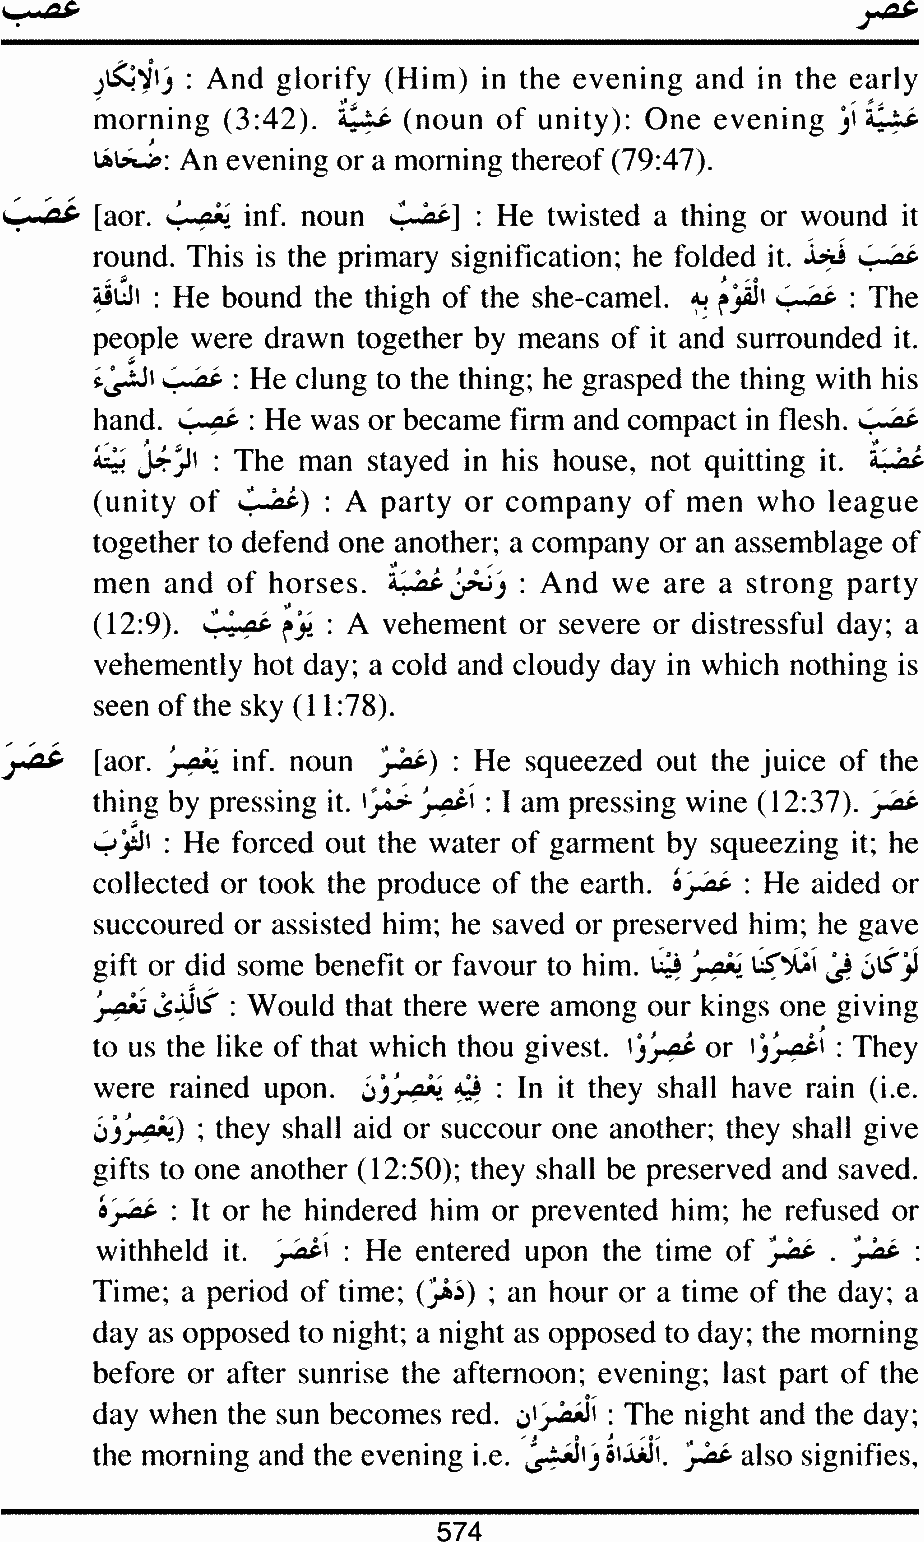 عصب عصر
وَالْاِبْكَارِ : And glorify (Him) in the evening and in the early
morning (3:42). عَشِيَّةٌ (noun of unity): One evening عَشِيَّةً اَوْ
ضُحَاهَا: An evening or a morning thereof (79:47).
عَصَبَ [aor. يَعْصِبُ inf. noun عَصْبٌ] : He twisted a thing or wound it
round. This is the primary signification; he folded it. عَصَبَ فَخِذَ
النَّاقَةِ : He bound the thigh of the she-camel. عَصَبَ الْقَوْمُ بِهِ : The
people were drawn together by means of it and surrounded it.
عَصَبَ الشَّیْءَ : He clung to the thing; he grasped the thing with his
hand. عَصِبَ : He was or became firm and compact in flesh. عَصَبَ
الرَّجُلُ بَيْتَهُ : The man stayed in his house, not quitting it. عُصْبَةٌ
(unity of عُصْبٌ) : A party or company of men who league
together to defend one another; a company or an assemblage of
men and of horses. وَنَحْنُ عُصْبَةٌ : And we are a strong party
(12:9). يَوْمٌ عَصِيْبٌ : A vehement or severe or distressful day; a
vehemently hot day; a cold and cloudy day in which nothing is
seen of the sky (11:78).
عَصَرَ [aor. يَعْصِرُ inf. noun عَصْرٌ) : He squeezed out the juice of the
thing by pressing it. اَعْصِرُ خَمْرًا : I am pressing wine (12:37). عَصَرَ
الثَّوْبَ : He forced out the water of garment by squeezing it; he
collected or took the produce of the earth. عَصَرَهُ : He aided or
succoured or assisted him; he saved or preserved him; he gave
gift or did some benefit or favour to him. لَوْكَانَ فِیْ اَمْلَاكِنَا يَعْصِرُ فِيْنَا
كَالَّذِیْ تَعْصِرُ : Would that there were among our kings one giving
to us the like of that which thou givest. عُصِرُوْا or اُعْصِرُوْا : They
were rained upon. فِيْهِ يَعْصِرُوْنَ : In it they shall have rain (i.e.
يَعْصِرُوْنَ) ; they shall aid or succour one another; they shall give
gifts to one another (12:50); they shall be preserved and saved.
عَصَرَهُ : It or he hindered him or prevented him; he refused or
withheld it. اَعْصَرَ : He entered upon the time of عَصْرٌ . عَصْرٌ :
Time; a period of time; (دَهْرٌ) ; an hour or a time of the day; a
day as opposed to night; a night as opposed to day; the morning
before or after sunrise the afternoon; evening; last part of the
day when the sun becomes red. اَلْعَصْرَانِ : The night and the day;
the morning and the evening i.e. اَلْغَدَاةُ وَالْعَشِیُّ. عَصْرٌ also signifies,
574